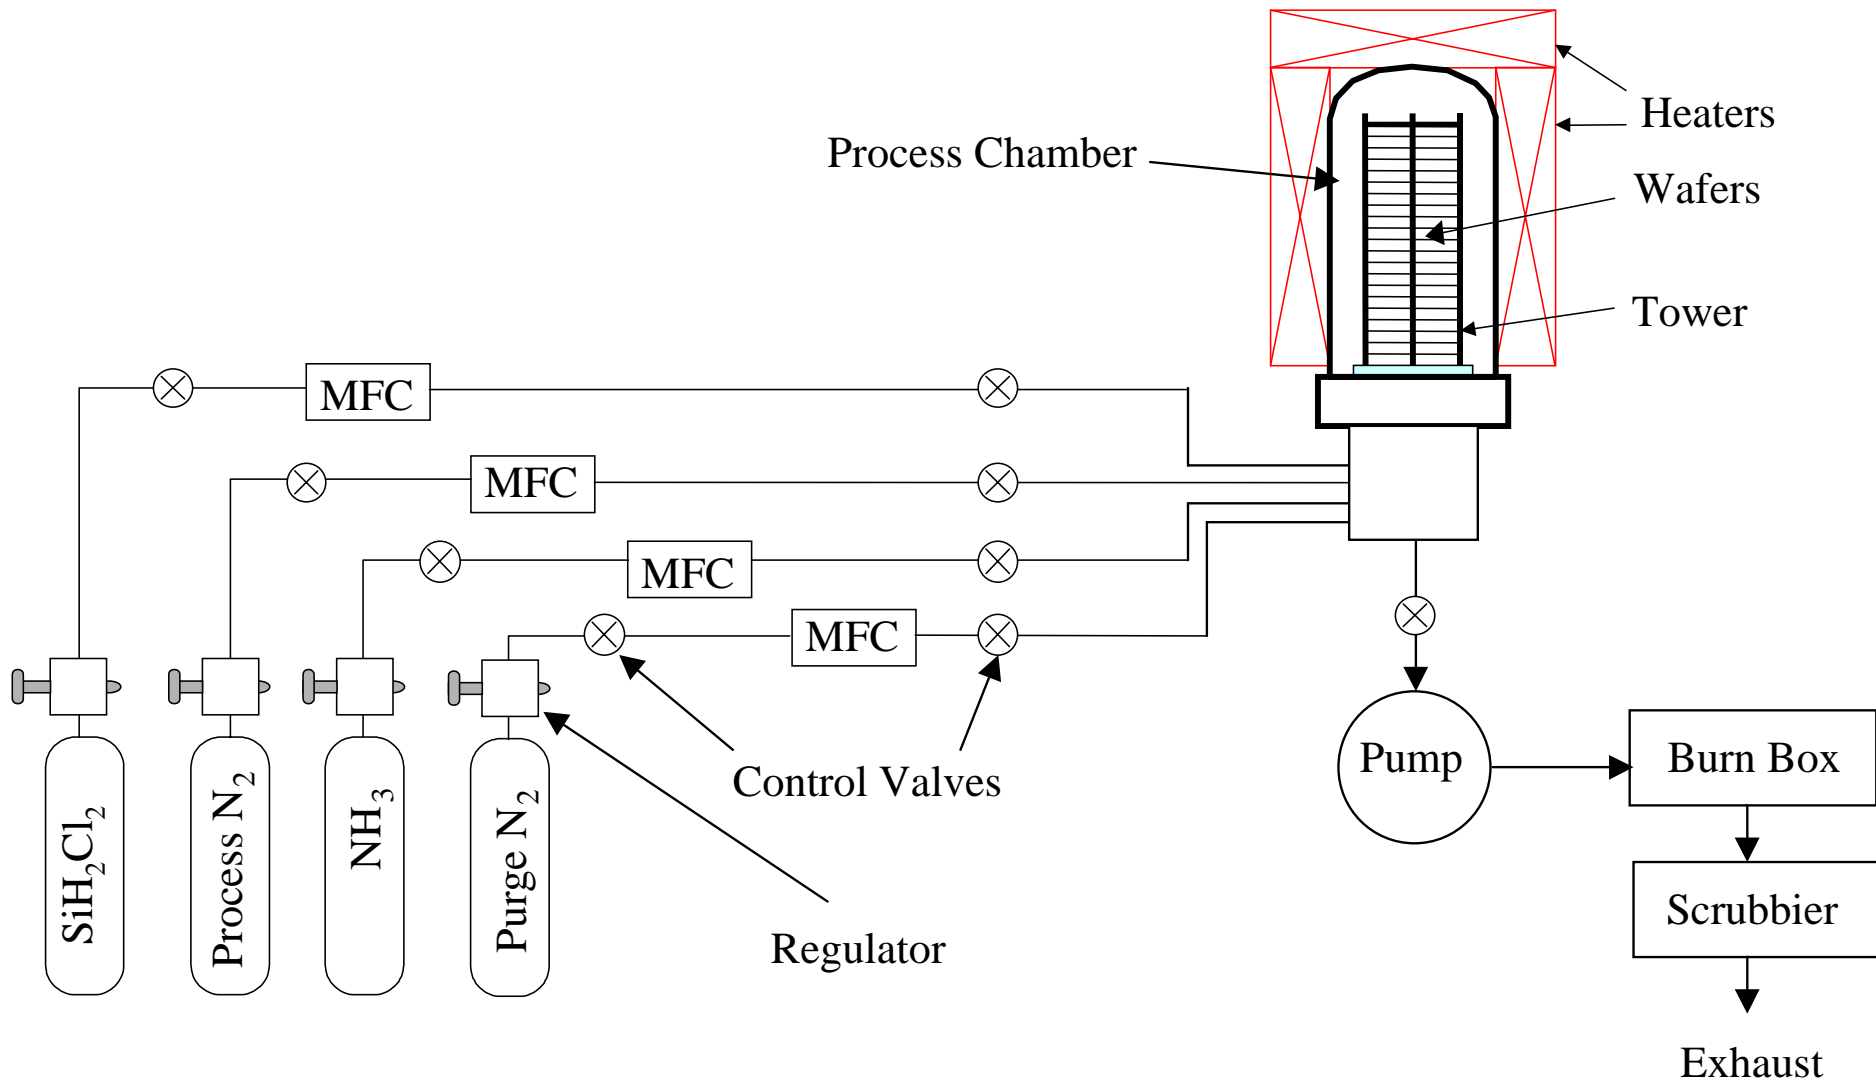 Heaters
Process Chamber
Wafers
Tower
MFC
MFC
MFC
MFC
SiH₂Cl₂
Process N₂
NH₃
Purge N₂
Control Valves
Regulator
Pump
Burn Box
Scrubbier
Exhaust